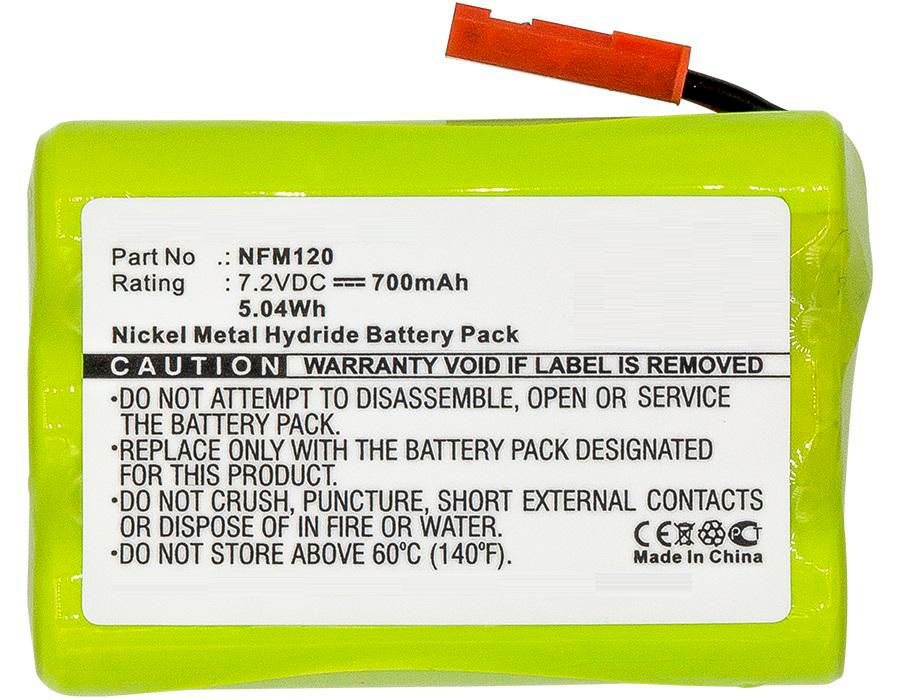 Part No .: NFM120
Rating : 7.2VDC 700mAh
5.04Wh
Nickel Metal Hydride Battery Pack
CAUTION WARRANTY VOID IF LABEL IS REMOVED
•DO NOT ATTEMPT TO DISASSEMBLE, OPEN OR SERVICE
THE BATTERY PACK.
•REPLACE ONLY WITH THE BATTERY PACK DESIGNATED
FOR THIS PRODUCT.
•DO NOT CRUSH, PUNCTURE, SHORT EXTERNAL CONTACTS
OR DISPOSE OF IN FIRE OR WATER.
•DO NOT STORE ABOVE 60ºC (140ºF).
CE PCT
Made In China